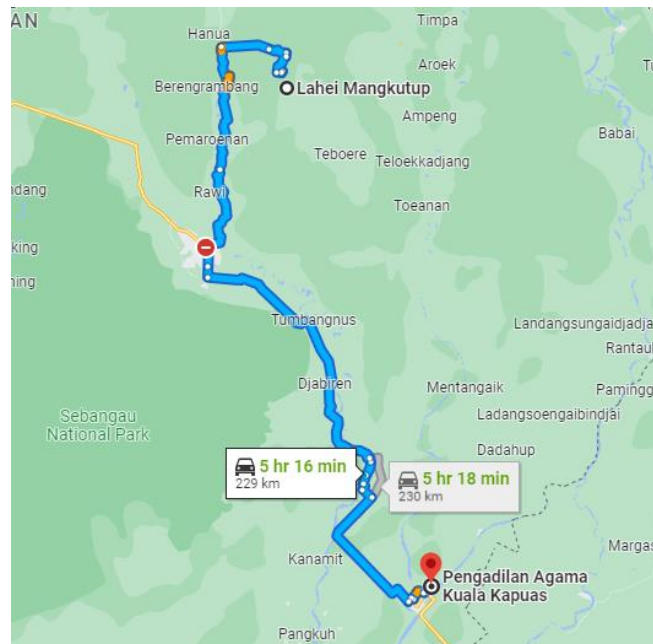 AN
Timpa
Hanua
Aroek
Tu
Berengrambang
Lahei Mangkutup
Ampeng
Babai
Pemaroenan
Teboere
Teloekkadjang
ndang
Rawi
Toeanan
king
ning
Tumbangnus
Landangsungaidjadja
Rantau
Djabiren
Mentangaik
Paming
Ladangsoengaibindjai
Sebangau
National Park
Dadahup
5 hr 16 min
229 km
5 hr 18 min
230 km
Kanamit
Margas
Pengadilan Agama
Kuala Kapuas
Pangkuh